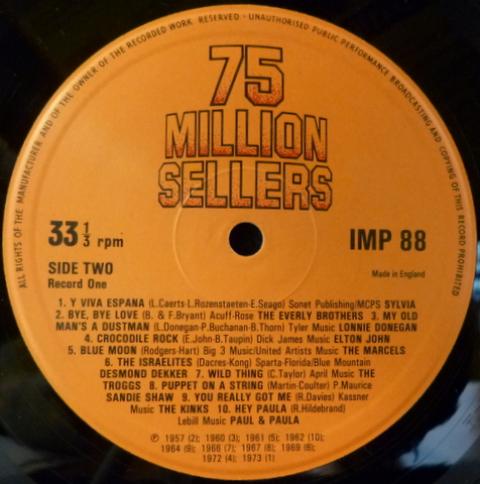 ALL RIGHTS OF THE MANUFACTURER AND OF THE OWNER OF THE RECORDED WORK RESERVED - UNAUTHORISED PUBLIC PERFORMANCE BROADCASTING AND COPYING OF THIS RECORD PROHIBITED
75
MILLION
SELLERS
33 1/3 rpm
IMP 88
SIDE TWO
Record One
Made in England
1. Y VIVA ESPANA (L.Caerts-L.Rozenstaeten-E.Seago) Sonet Publishing/MCPS SYLVIA
2. BYE, BYE LOVE (B. & F.Bryant) Acuff-Rose THE EVERLY BROTHERS 3. MY OLD
MAN'S A DUSTMAN (L.Donegan-P.Buchanan-B.Thorn) Tyler Music LONNIE DONEGAN
4. CROCODILE ROCK (E.John-B.Taupin) Dick James Music ELTON JOHN
5. BLUE MOON (Rodgers-Hart) Big 3 Music/United Artists Music THE MARCELS
6. THE ISRAELITES (Dacres-Kong) Sparta-Florida/Blue Mountain
DESMOND DEKKER 7. WILD THING (C.Taylor) April Music THE
TROGGS 8. PUPPET ON A STRING (Martin-Coulter) P.Maurice
SANDIE SHAW 9. YOU REALLY GOT ME (R.Davies) Kassner
Music THE KINKS 10. HEY PAULA (R.Hildebrand)
Lebill Music PAUL & PAULA
℗ 1957 (2); 1960 (3); 1961 (5); 1962 (10);
1964 (9); 1966 (7); 1967 (8); 1969 (6);
1972 (4); 1973 (1)